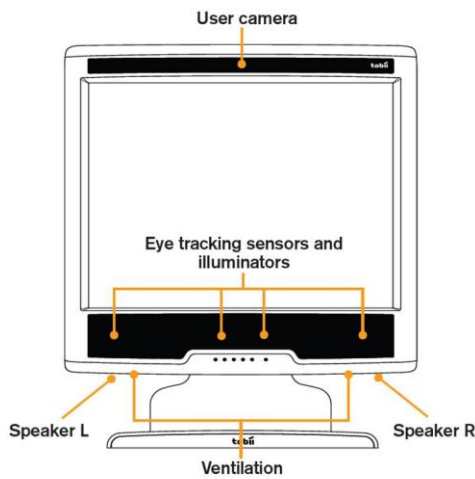 User camera
tobii
Eye tracking sensors and
illuminators
Speaker L
Speaker R
tobii
Ventilation